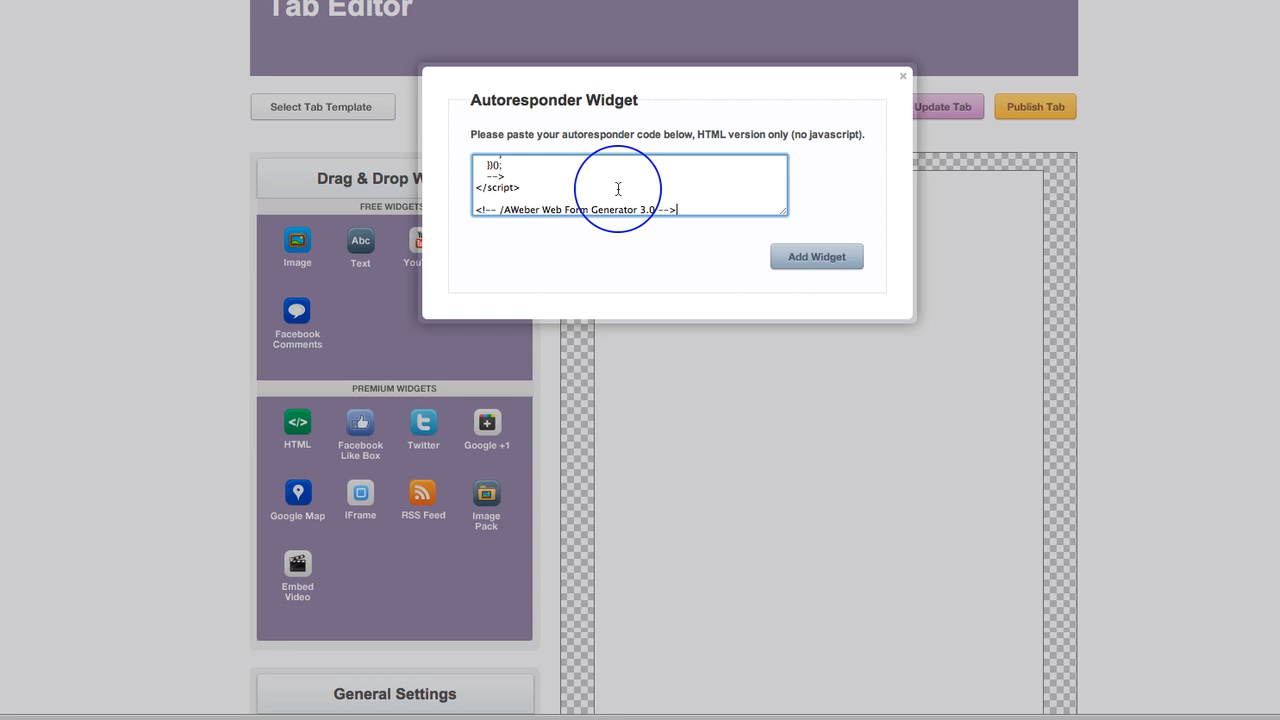 Tab Editor
Select Tab Template
Update Tab
Publish Tab
Autoresponder Widget
×
Please paste your autoresponder code below, HTML version only (no javascript).
})();
-->
</script>
<!-- /AWeber Web Form Generator 3.0 -->
Add Widget
Drag & Drop W
FREE WIDGETS
Image
Abc
Text
You
Facebook
Comments
PREMIUM WIDGETS
HTML
Facebook
Like Box
Twitter
Google +1
Google Map
IFrame
RSS Feed
Image
Pack
Embed
Video
General Settings